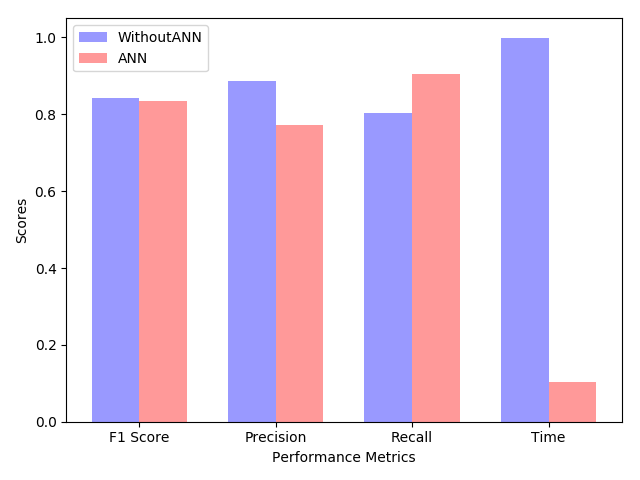 WithoutANN
ANN
1.0
0.8
0.6
0.4
0.2
0.0
Scores
F1 Score Precision Recall Time
Performance Metrics